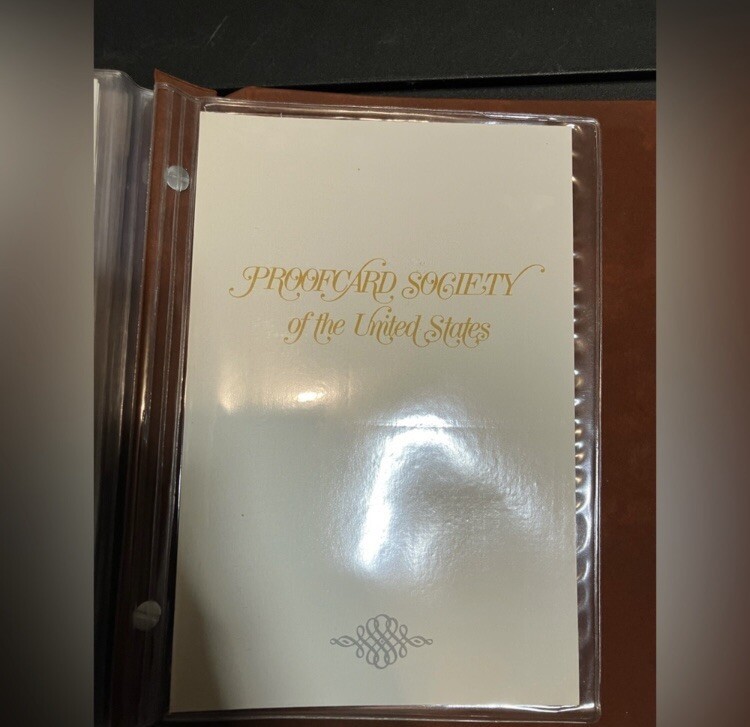 PROOFCARD SOCIETY
of the United States